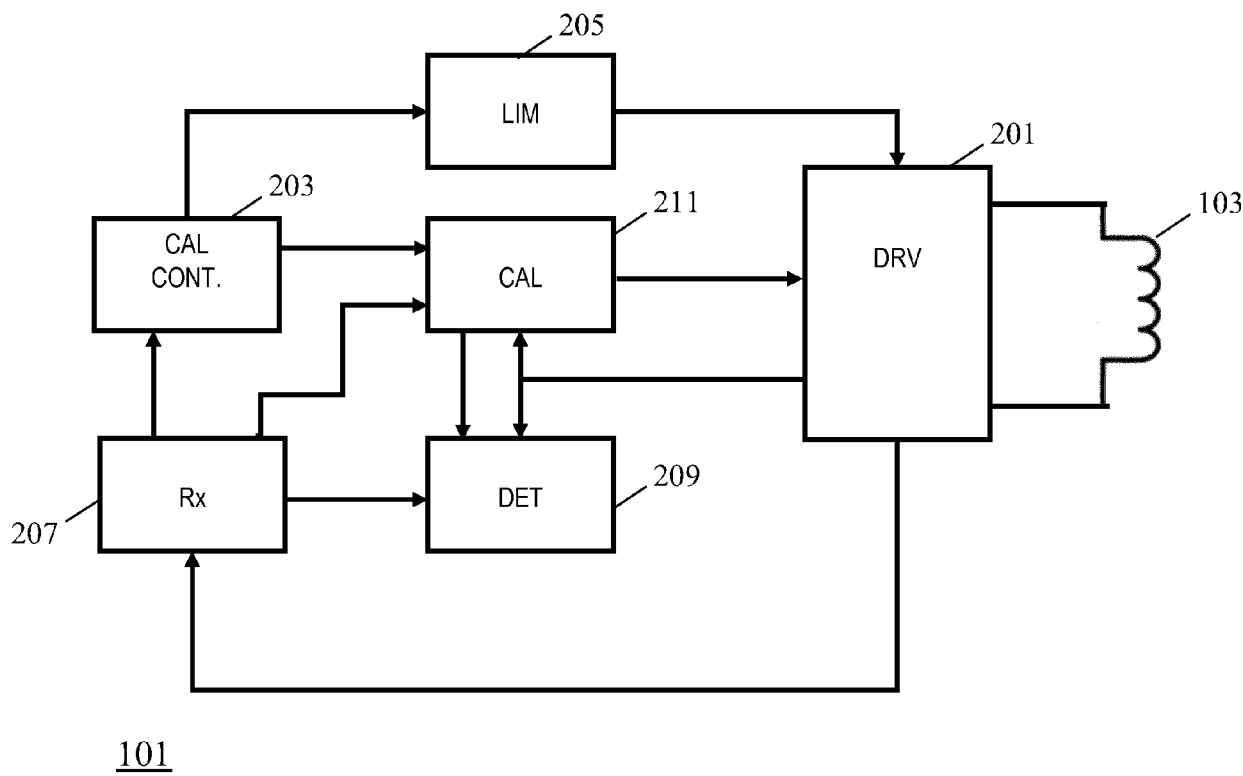 205
LIM
201
203
211
103
CAL
CONT.
CAL
DRV
209
Rx
DET
207
101